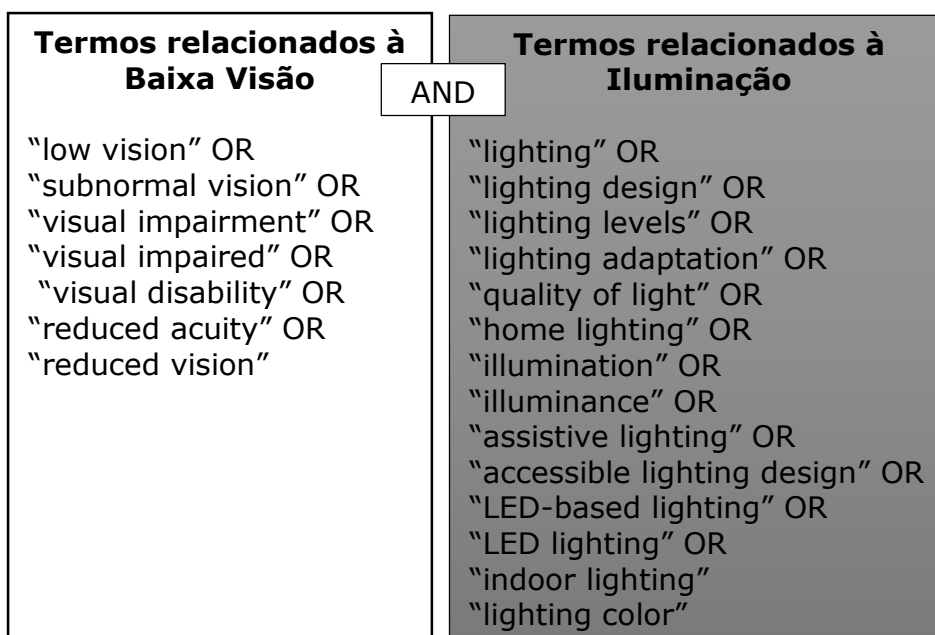 Termos relacionados à
Baixa Visão
“low vision” OR
“subnormal vision” OR
“visual impairment” OR
“visual impaired” OR
“visual disability” OR
“reduced acuity” OR
“reduced vision”
AND
Termos relacionados à
Iluminação
“lighting” OR
“lighting design” OR
“lighting levels” OR
“lighting adaptation” OR
“quality of light” OR
“home lighting” OR
“illumination” OR
“illuminance” OR
“assistive lighting” OR
“accessible lighting design” OR
“LED-based lighting” OR
“LED lighting” OR
“indoor lighting”
“lighting color”